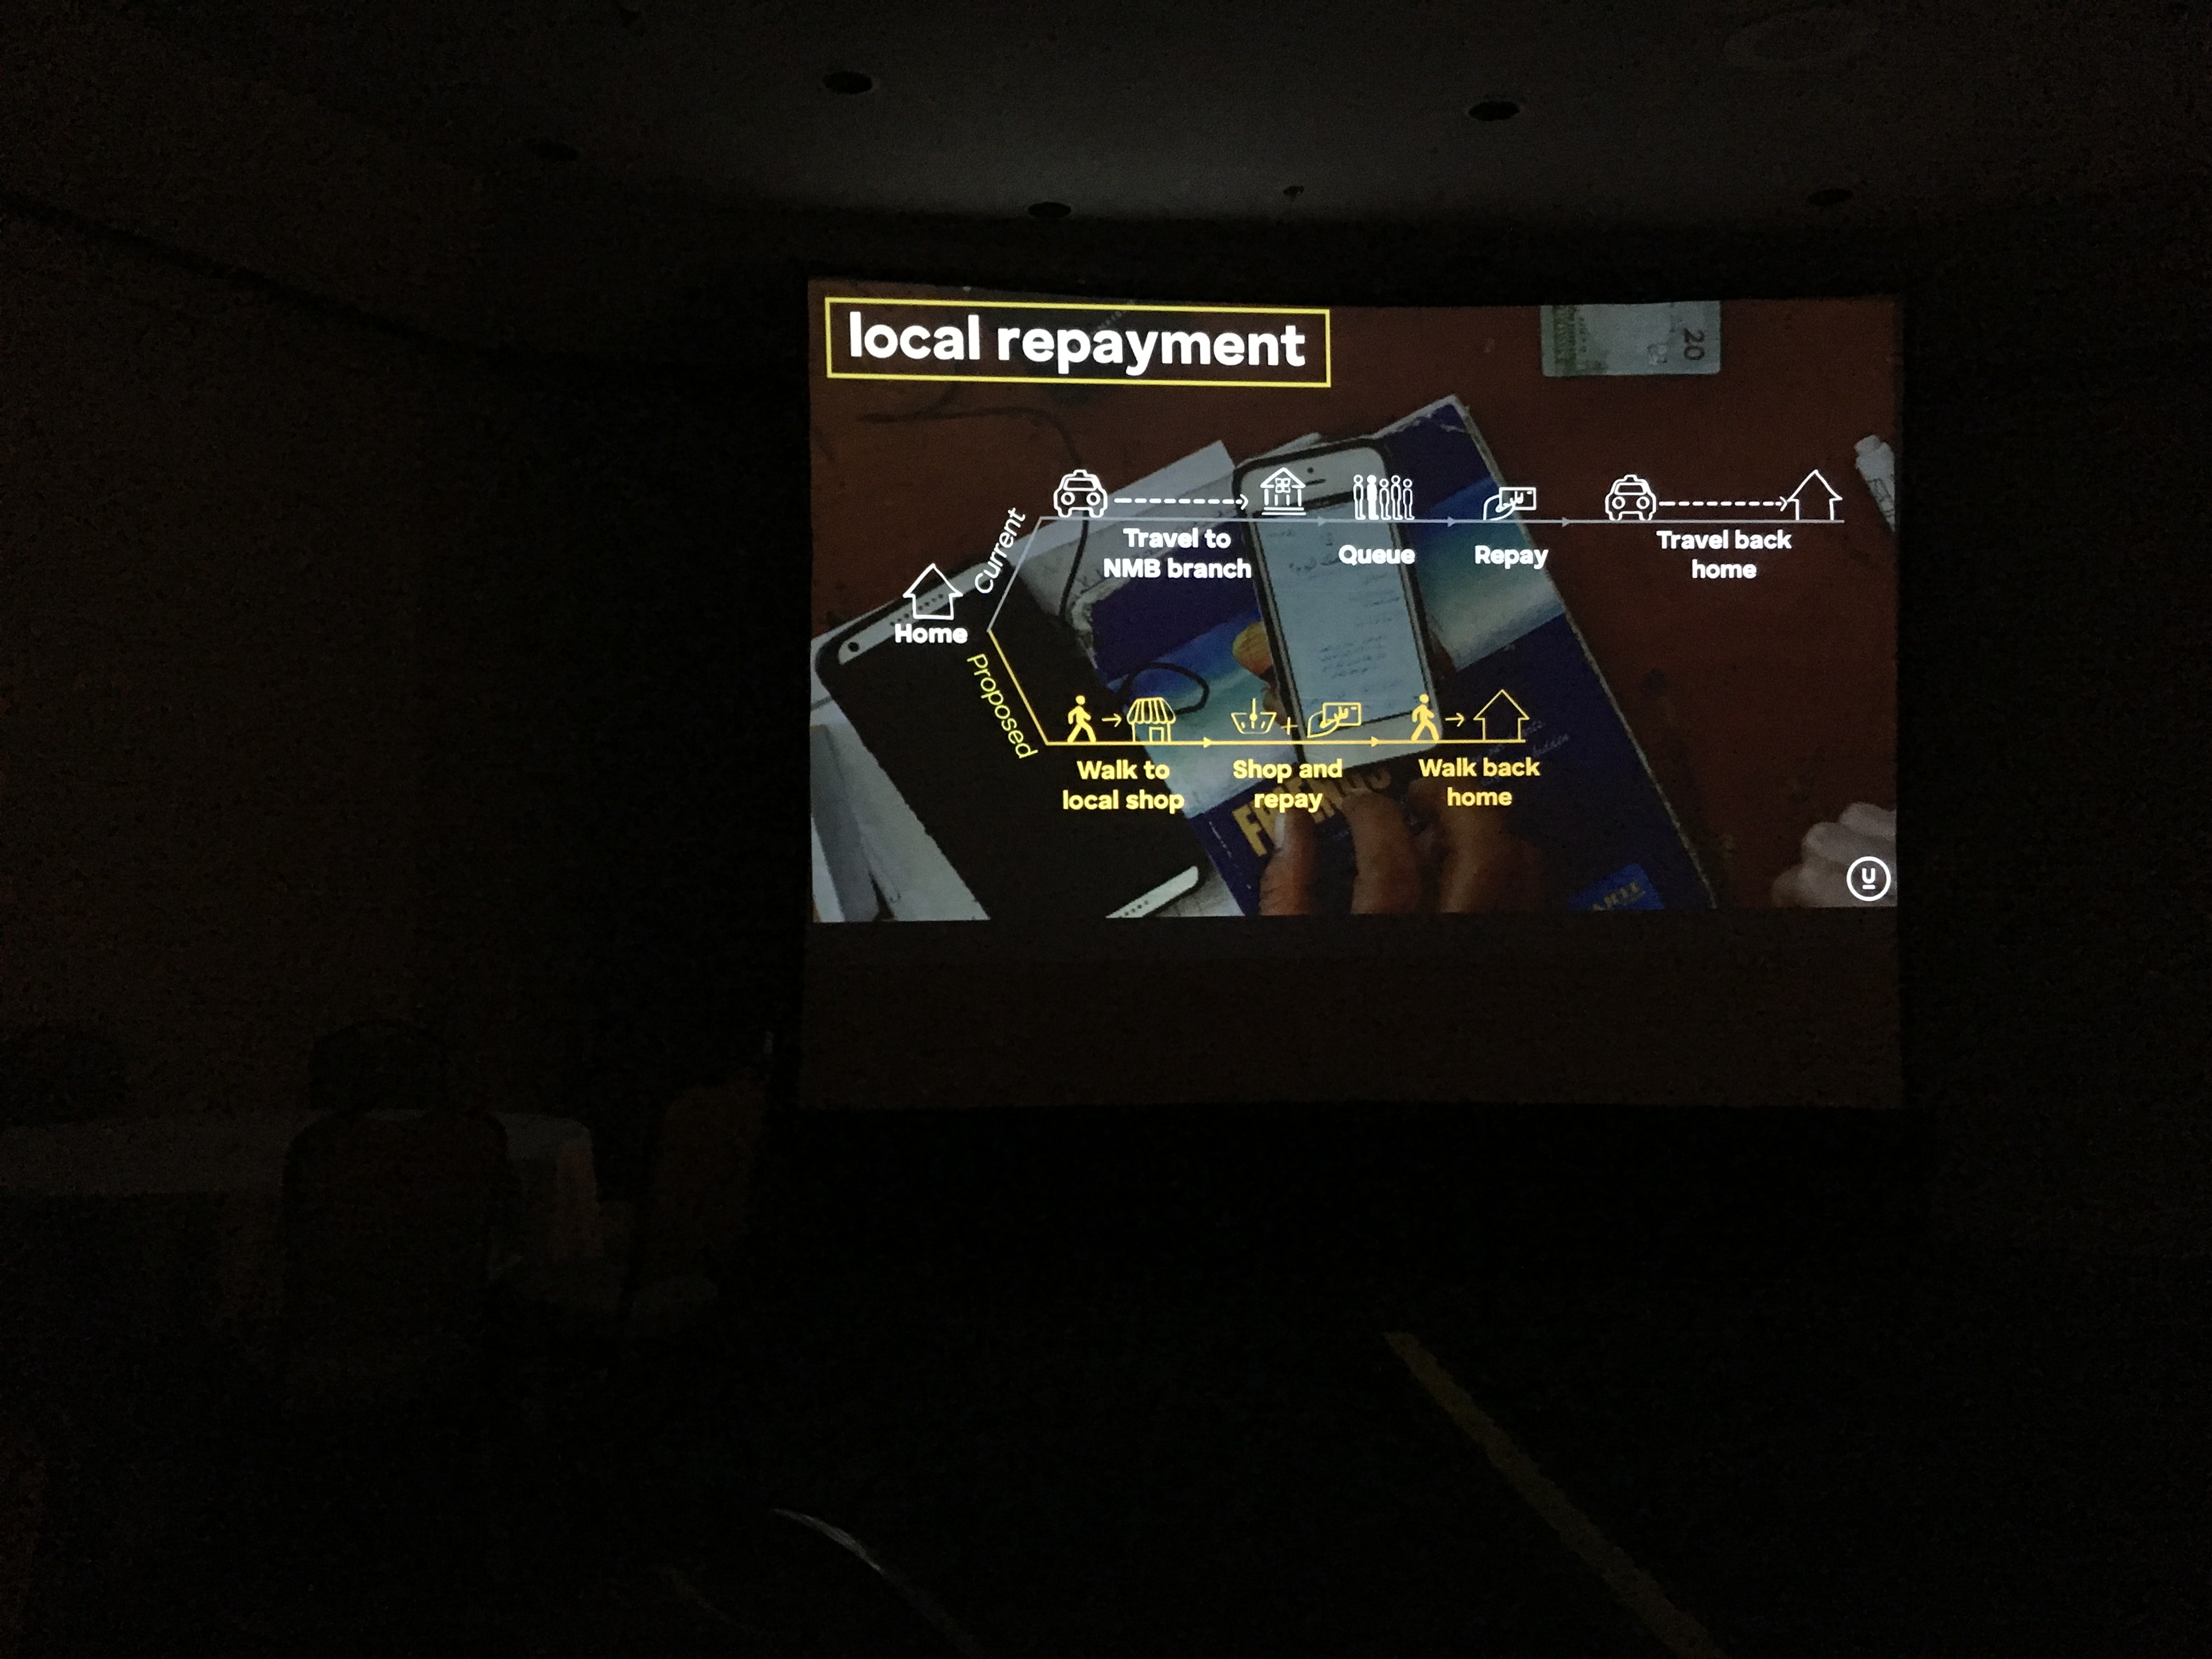 local repayment
20
Current
Travel to
NMB branch
Queue
Repay
Travel back
home
Home
Proposed
Walk to
local shop
Shop and
repay
Walk back
home
U